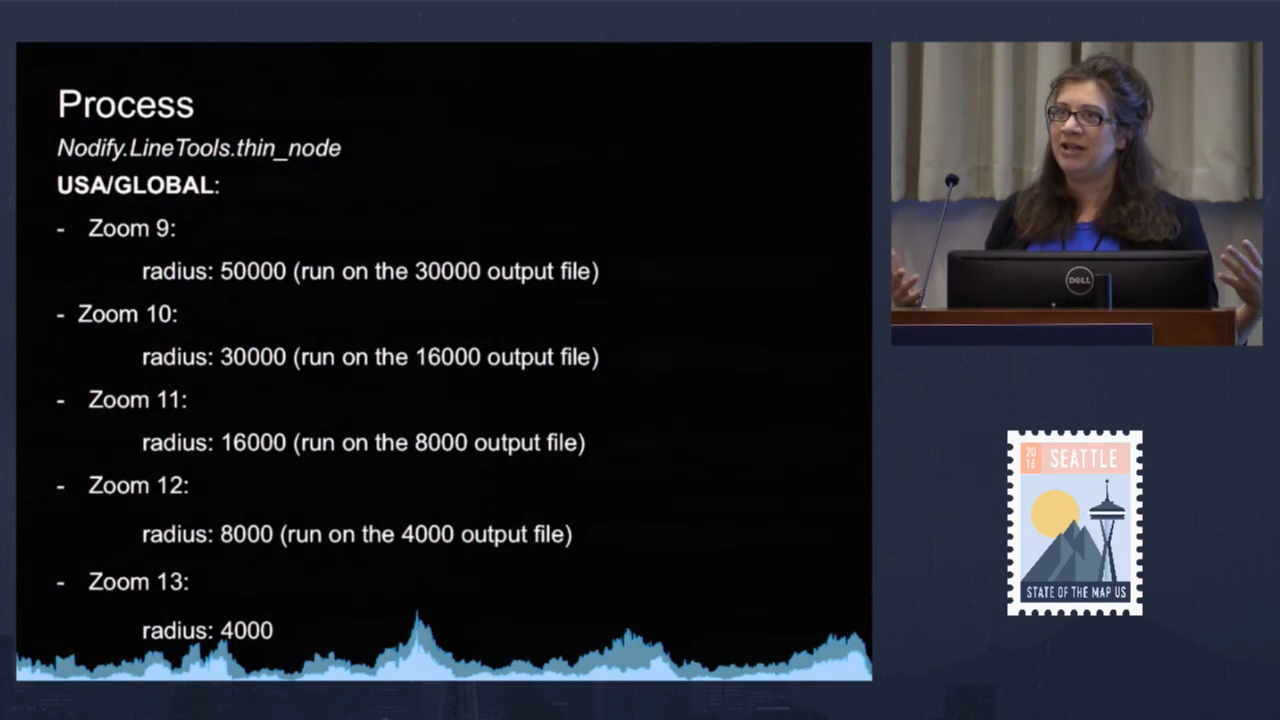 Process
Nodify.LineTools.thin_node
USA/GLOBAL:
- Zoom 9:
radius: 50000 (run on the 30000 output file)
- Zoom 10:
radius: 30000 (run on the 16000 output file)
- Zoom 11:
radius: 16000 (run on the 8000 output file)
- Zoom 12:
radius: 8000 (run on the 4000 output file)
- Zoom 13:
radius: 4000
DELL
20
16
SEATTLE
STATE OF THE MAP US